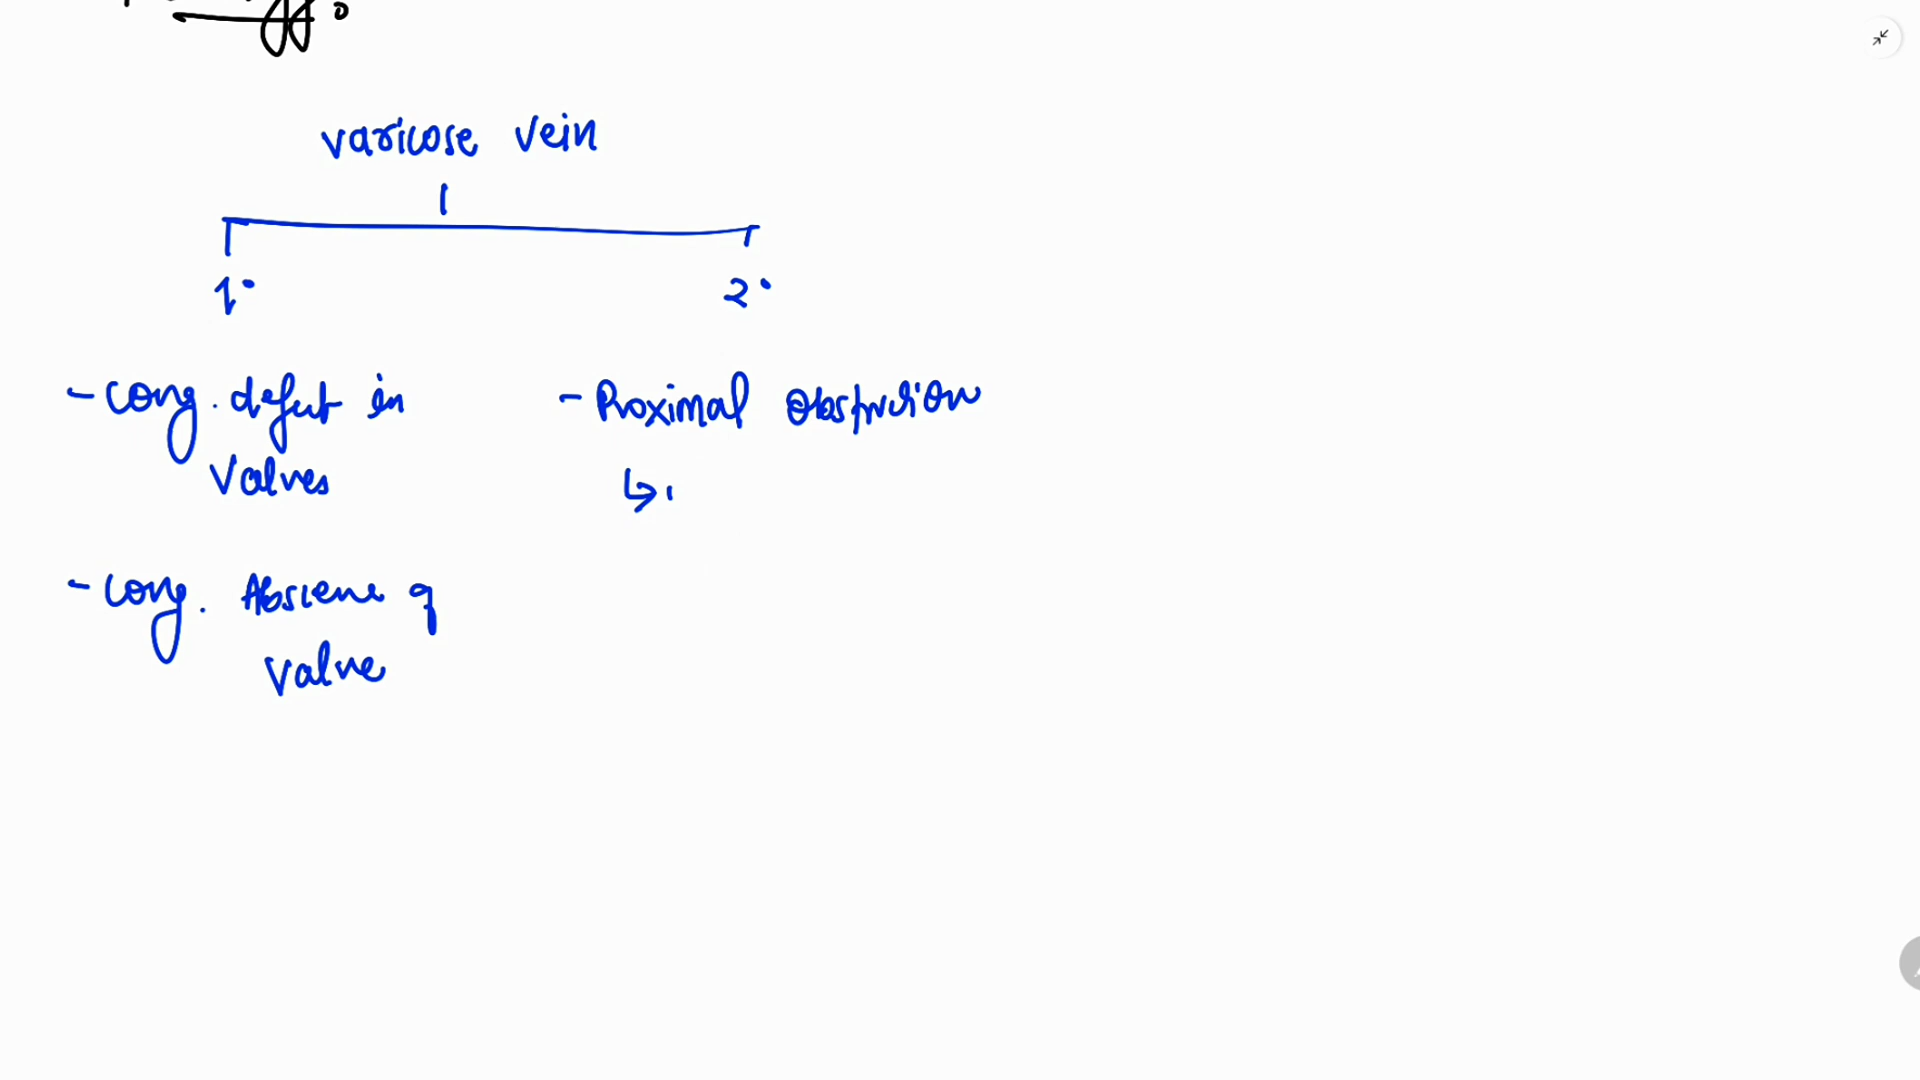 varicose vein
1°
2°
- cong. defect in
valves
- Proximal obstruction
↳
- cong. Absence of
valve